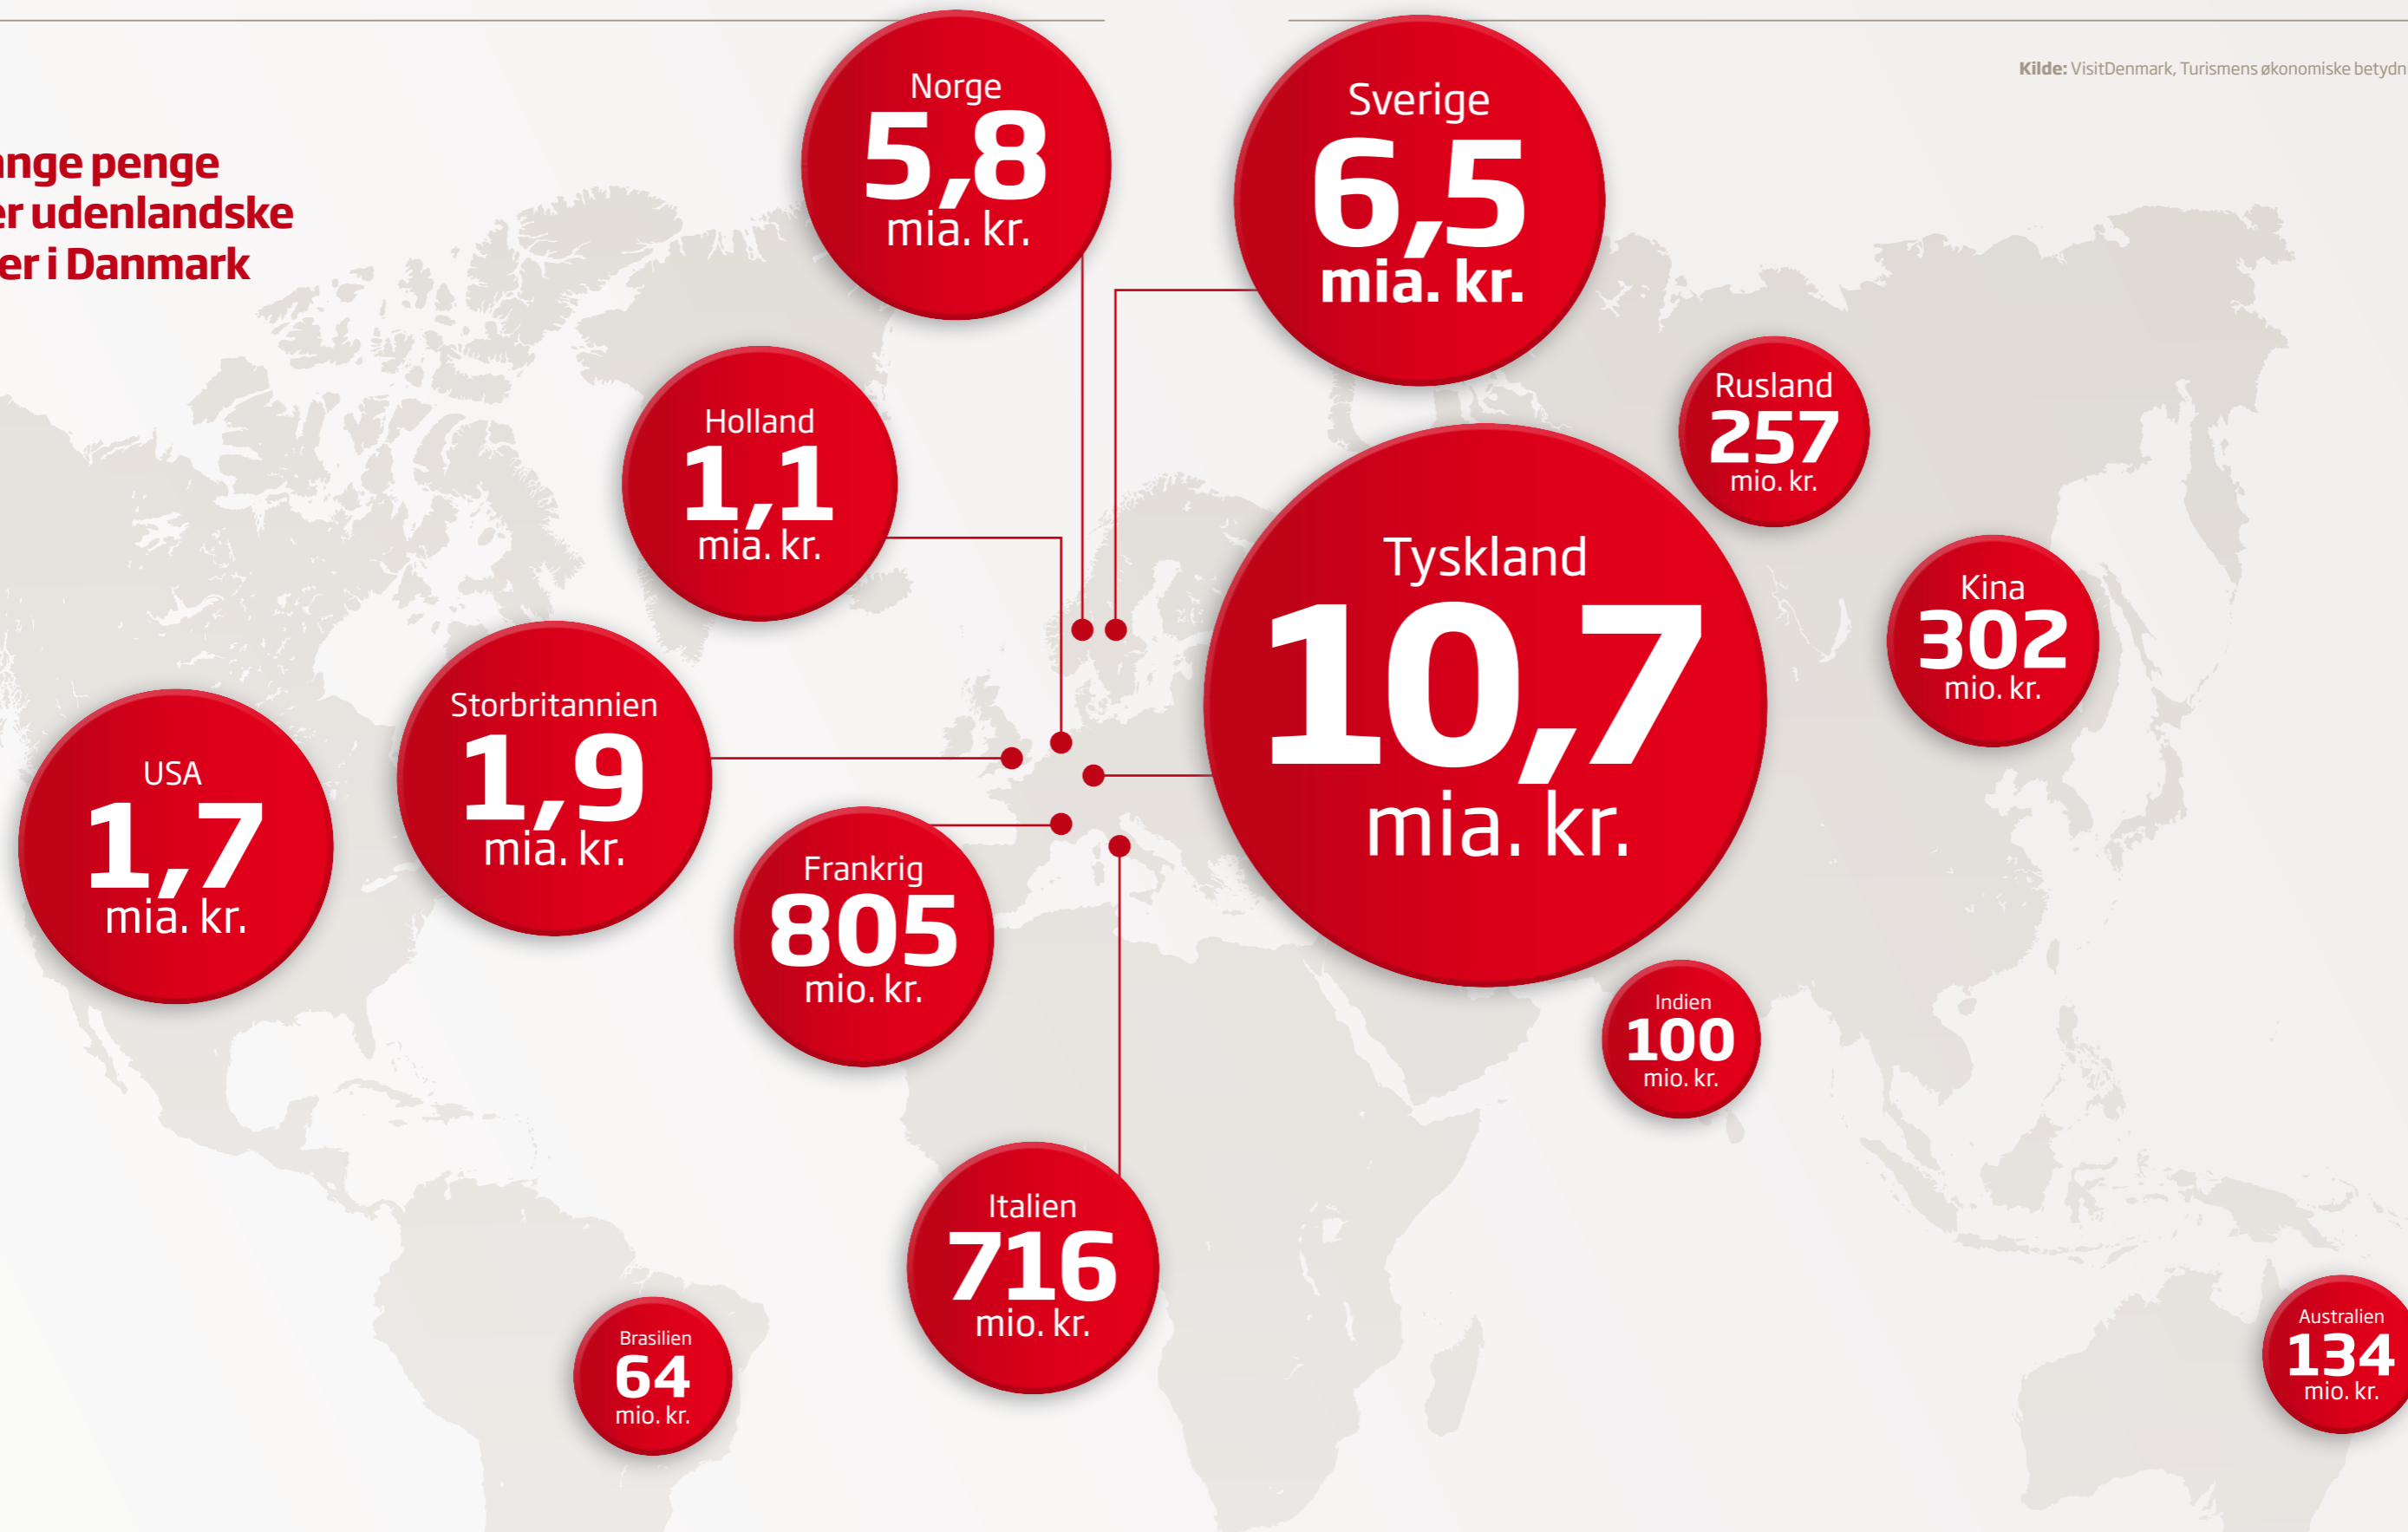 Kilde: VisitDenmark, Turismens økonomiske betydn
ange penge
er udenlandske
er i Danmark
Norge
5,8
mia. kr.
Sverige
6,5
mia. kr.
Holland
1,1
mia. kr.
Rusland
257
mio. kr.
Tyskland
10,7
mia. kr.
Kina
302
mio. kr.
Storbritannien
1,9
mia. kr.
USA
1,7
mia. kr.
Frankrig
805
mio. kr.
Indien
100
mio. kr.
Italien
716
mio. kr.
Brasilien
64
mio. kr.
Australien
134
mio. kr.